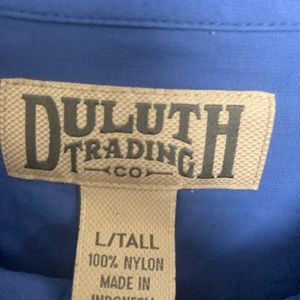 DULUTH
TRADING
CO
L/TALL
100% NYLON
MADE IN